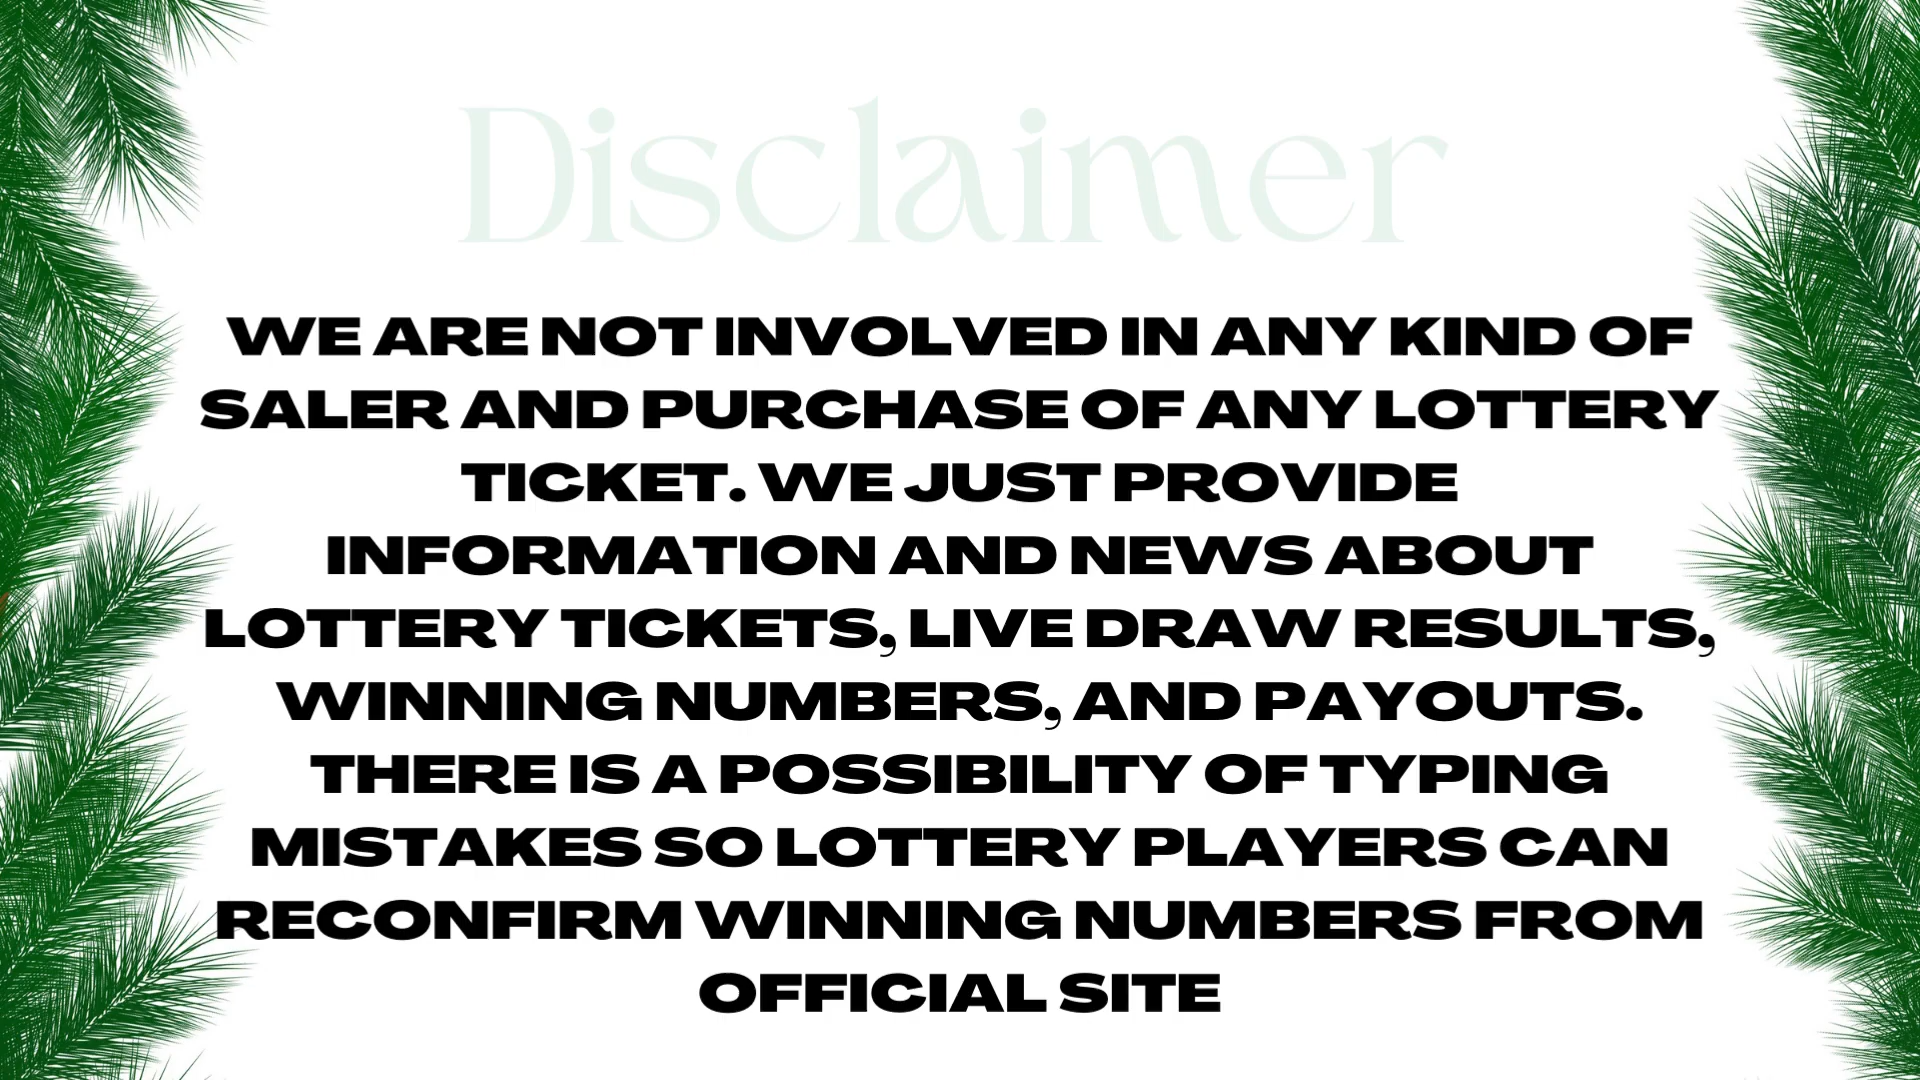 Disclaimer
WE ARE NOT INVOLVED IN ANY KIND OF
SALER AND PURCHASE OF ANY LOTTERY
TICKET. WE JUST PROVIDE
INFORMATION AND NEWS ABOUT
LOTTERY TICKETS, LIVE DRAW RESULTS,
WINNING NUMBERS, AND PAYOUTS.
THERE IS A POSSIBILITY OF TYPING
MISTAKES SO LOTTERY PLAYERS CAN
RECONFIRM WINNING NUMBERS FROM
OFFICIAL SITE